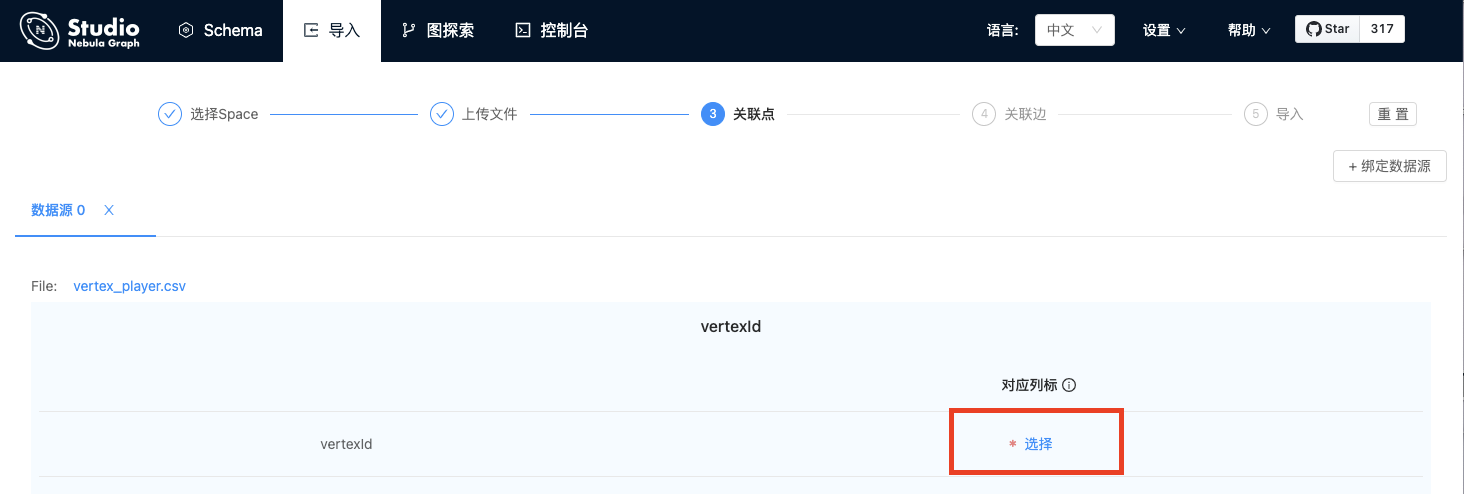 Studio
Nebula Graph
Schema 导入 图探索 控制台 语言: 中文 设置 帮助 Star 317
选择Space 上传文件 3 关联点 4 关联边 5 导入 重 置
+ 绑定数据源
数据源 0
File: vertex_player.csv
vertexId
对应列标
vertexId * 选择